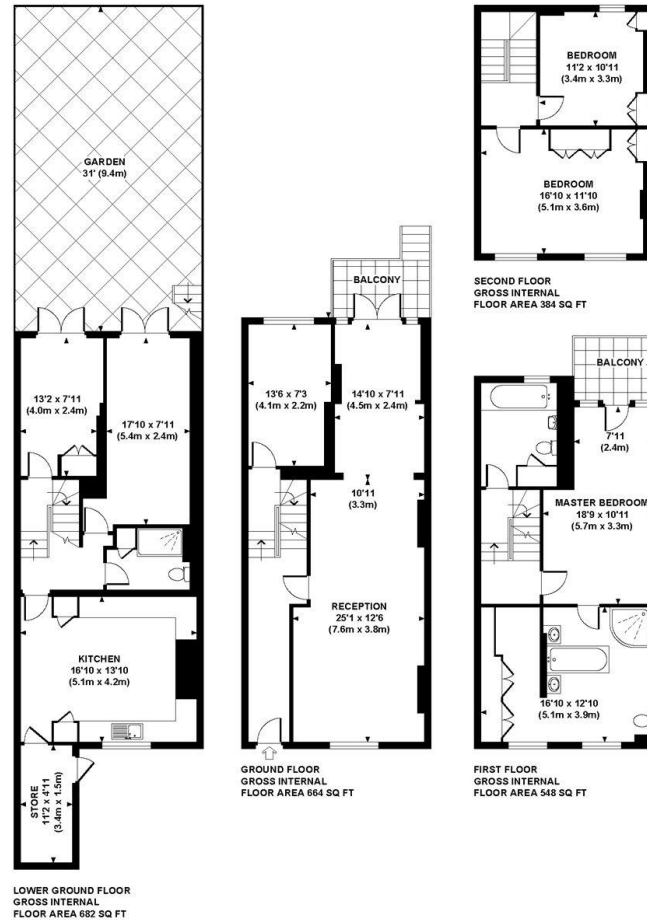 GARDEN
31' (9.4m)
13'2 x 7'11
(4.0m x 2.4m)
17'10 x 7'11
(5.4m x 2.4m)
KITCHEN
16'10 x 13'10
(5.1m x 4.2m)
STORE
11'2 x 4'11
(3.4m x 1.5m)
LOWER GROUND FLOOR
GROSS INTERNAL
FLOOR AREA 682 SQ FT
BALCONY
13'6 x 7'3
(4.1m x 2.2m)
14'10 x 7'11
(4.5m x 2.4m)
10'11
(3.3m)
RECEPTION
25'1 x 12'6
(7.6m x 3.8m)
GROUND FLOOR
GROSS INTERNAL
FLOOR AREA 664 SQ FT
BEDROOM
11'2 x 10'11
(3.4m x 3.3m)
BEDROOM
16'10 x 11'10
(5.1m x 3.6m)
SECOND FLOOR
GROSS INTERNAL
FLOOR AREA 384 SQ FT
BALCONY
7'11
(2.4m)
MASTER BEDROOM
18'9 x 10'11
(5.7m x 3.3m)
16'10 x 12'10
(5.1m x 3.9m)
FIRST FLOOR
GROSS INTERNAL
FLOOR AREA 548 SQ FT